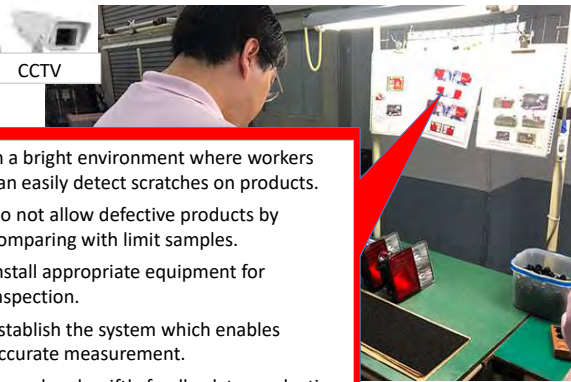 CCTV
n a bright environment where workers
an easily detect scratches on products.
o not allow defective products by
omparing with limit samples.
nstall appropriate equipment for
nspection.
stablish the system which enables
ccurate measurement.